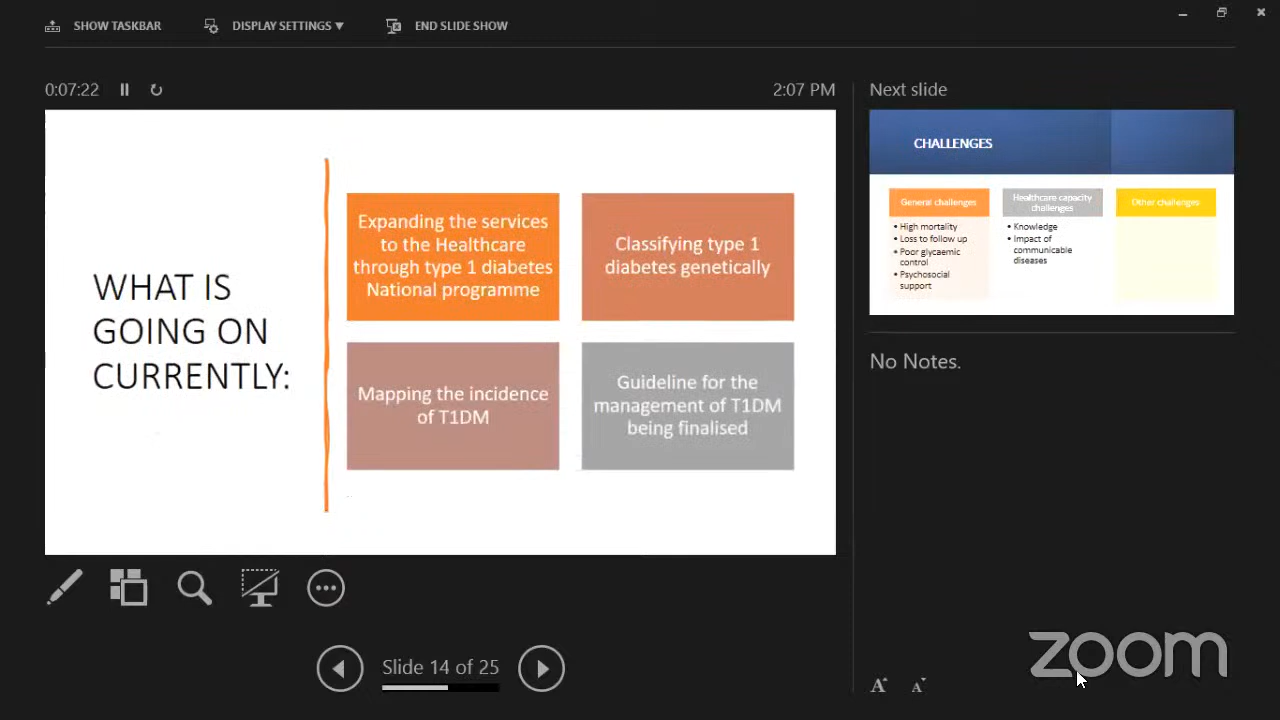 SHOW TASKBAR
DISPLAY SETTINGS ▼
END SLIDE SHOW
0:07:22
2:07 PM
WHAT IS
GOING ON
CURRENTLY:
Expanding the services
to the Healthcare
through type 1 diabetes
National programme
Classifying type 1
diabetes genetically
Mapping the incidence
of T1DM
Guideline for the
management of T1DM
being finalised
Slide 14 of 25
Next slide
CHALLENGES
General challenges
• High mortality
• Loss to follow up
• Poor glycaemic
control
• Psychosocial
support
Healthcare capacity
challenges
• Knowledge
• Impact of
communicable
diseases
Other challenges
No Notes.
zoom
A
A